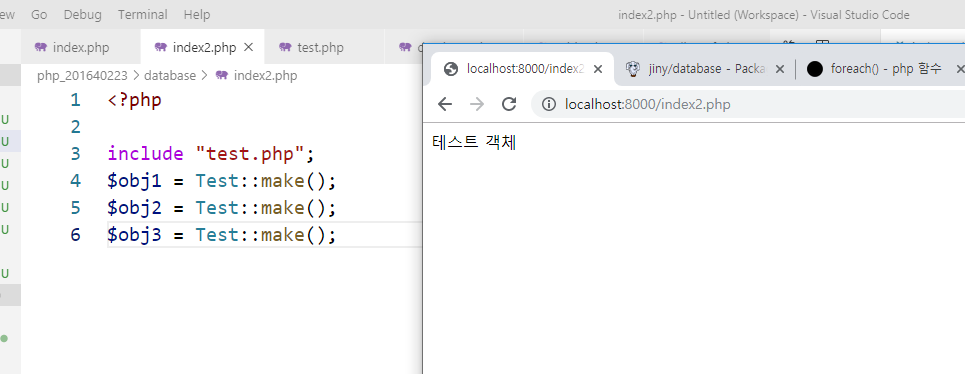 ew Go Debug Terminal Help
index2.php - Untitled (Workspace) - Visual Studio Code
index.php index2.php test.php
php_201640223 > database > index2.php
1 <?php
2
3 include "test.php";
4 $obj1 = Test::make();
5 $obj2 = Test::make();
6 $obj3 = Test::make();
U
U
U
U
U
U
U
localhost:8000/index2 jiny/database - Packa foreach() - php 함수
localhost:8000/index2.php
테스트 객체